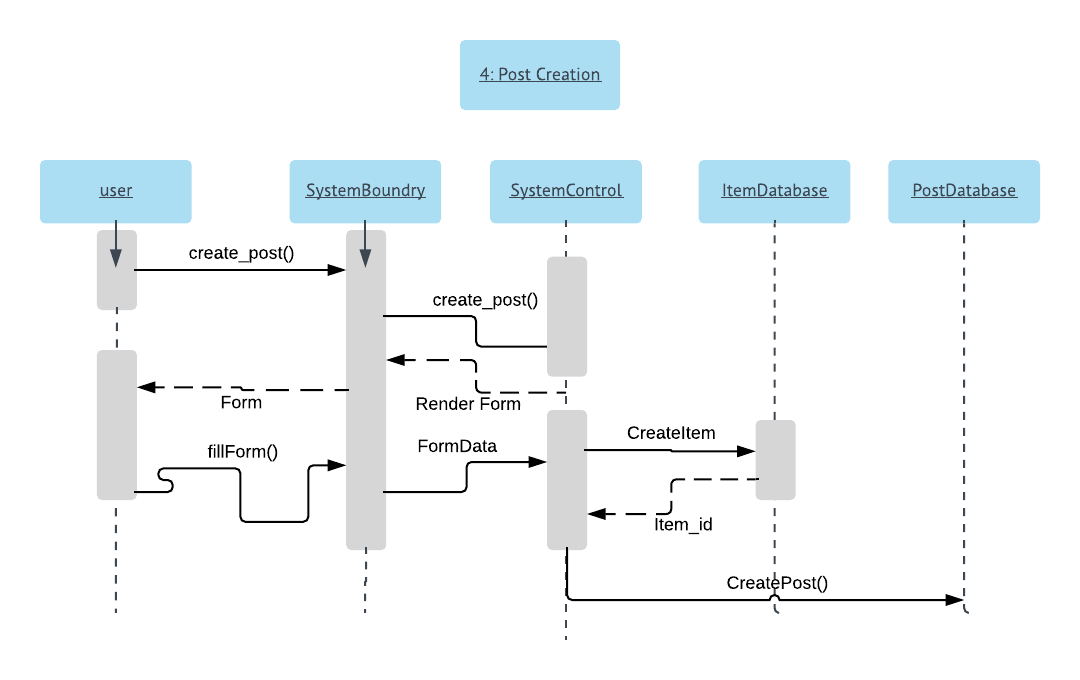 4: Post Creation
user
SystemBoundry
SystemControl
ItemDatabase
PostDatabase
create_post()
create_post()
Form
Render Form
fillForm()
FormData
CreateItem
Item_id
CreatePost()